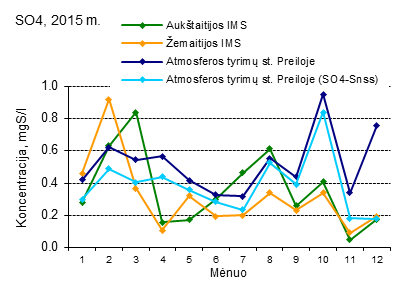 SO4, 2015 m.
Aukštaitijos IMS
Žemaitijos IMS
Atmosferos tyrimų st. Preiloje
Atmosferos tyrimų st. Preiloje (SO4-Snss)
Koncentracija, mgS/l
1.0
0.8
0.6
0.4
0.2
0.0
1 2 3 4 5 6 7 8 9 10 11 12
Mėnuo